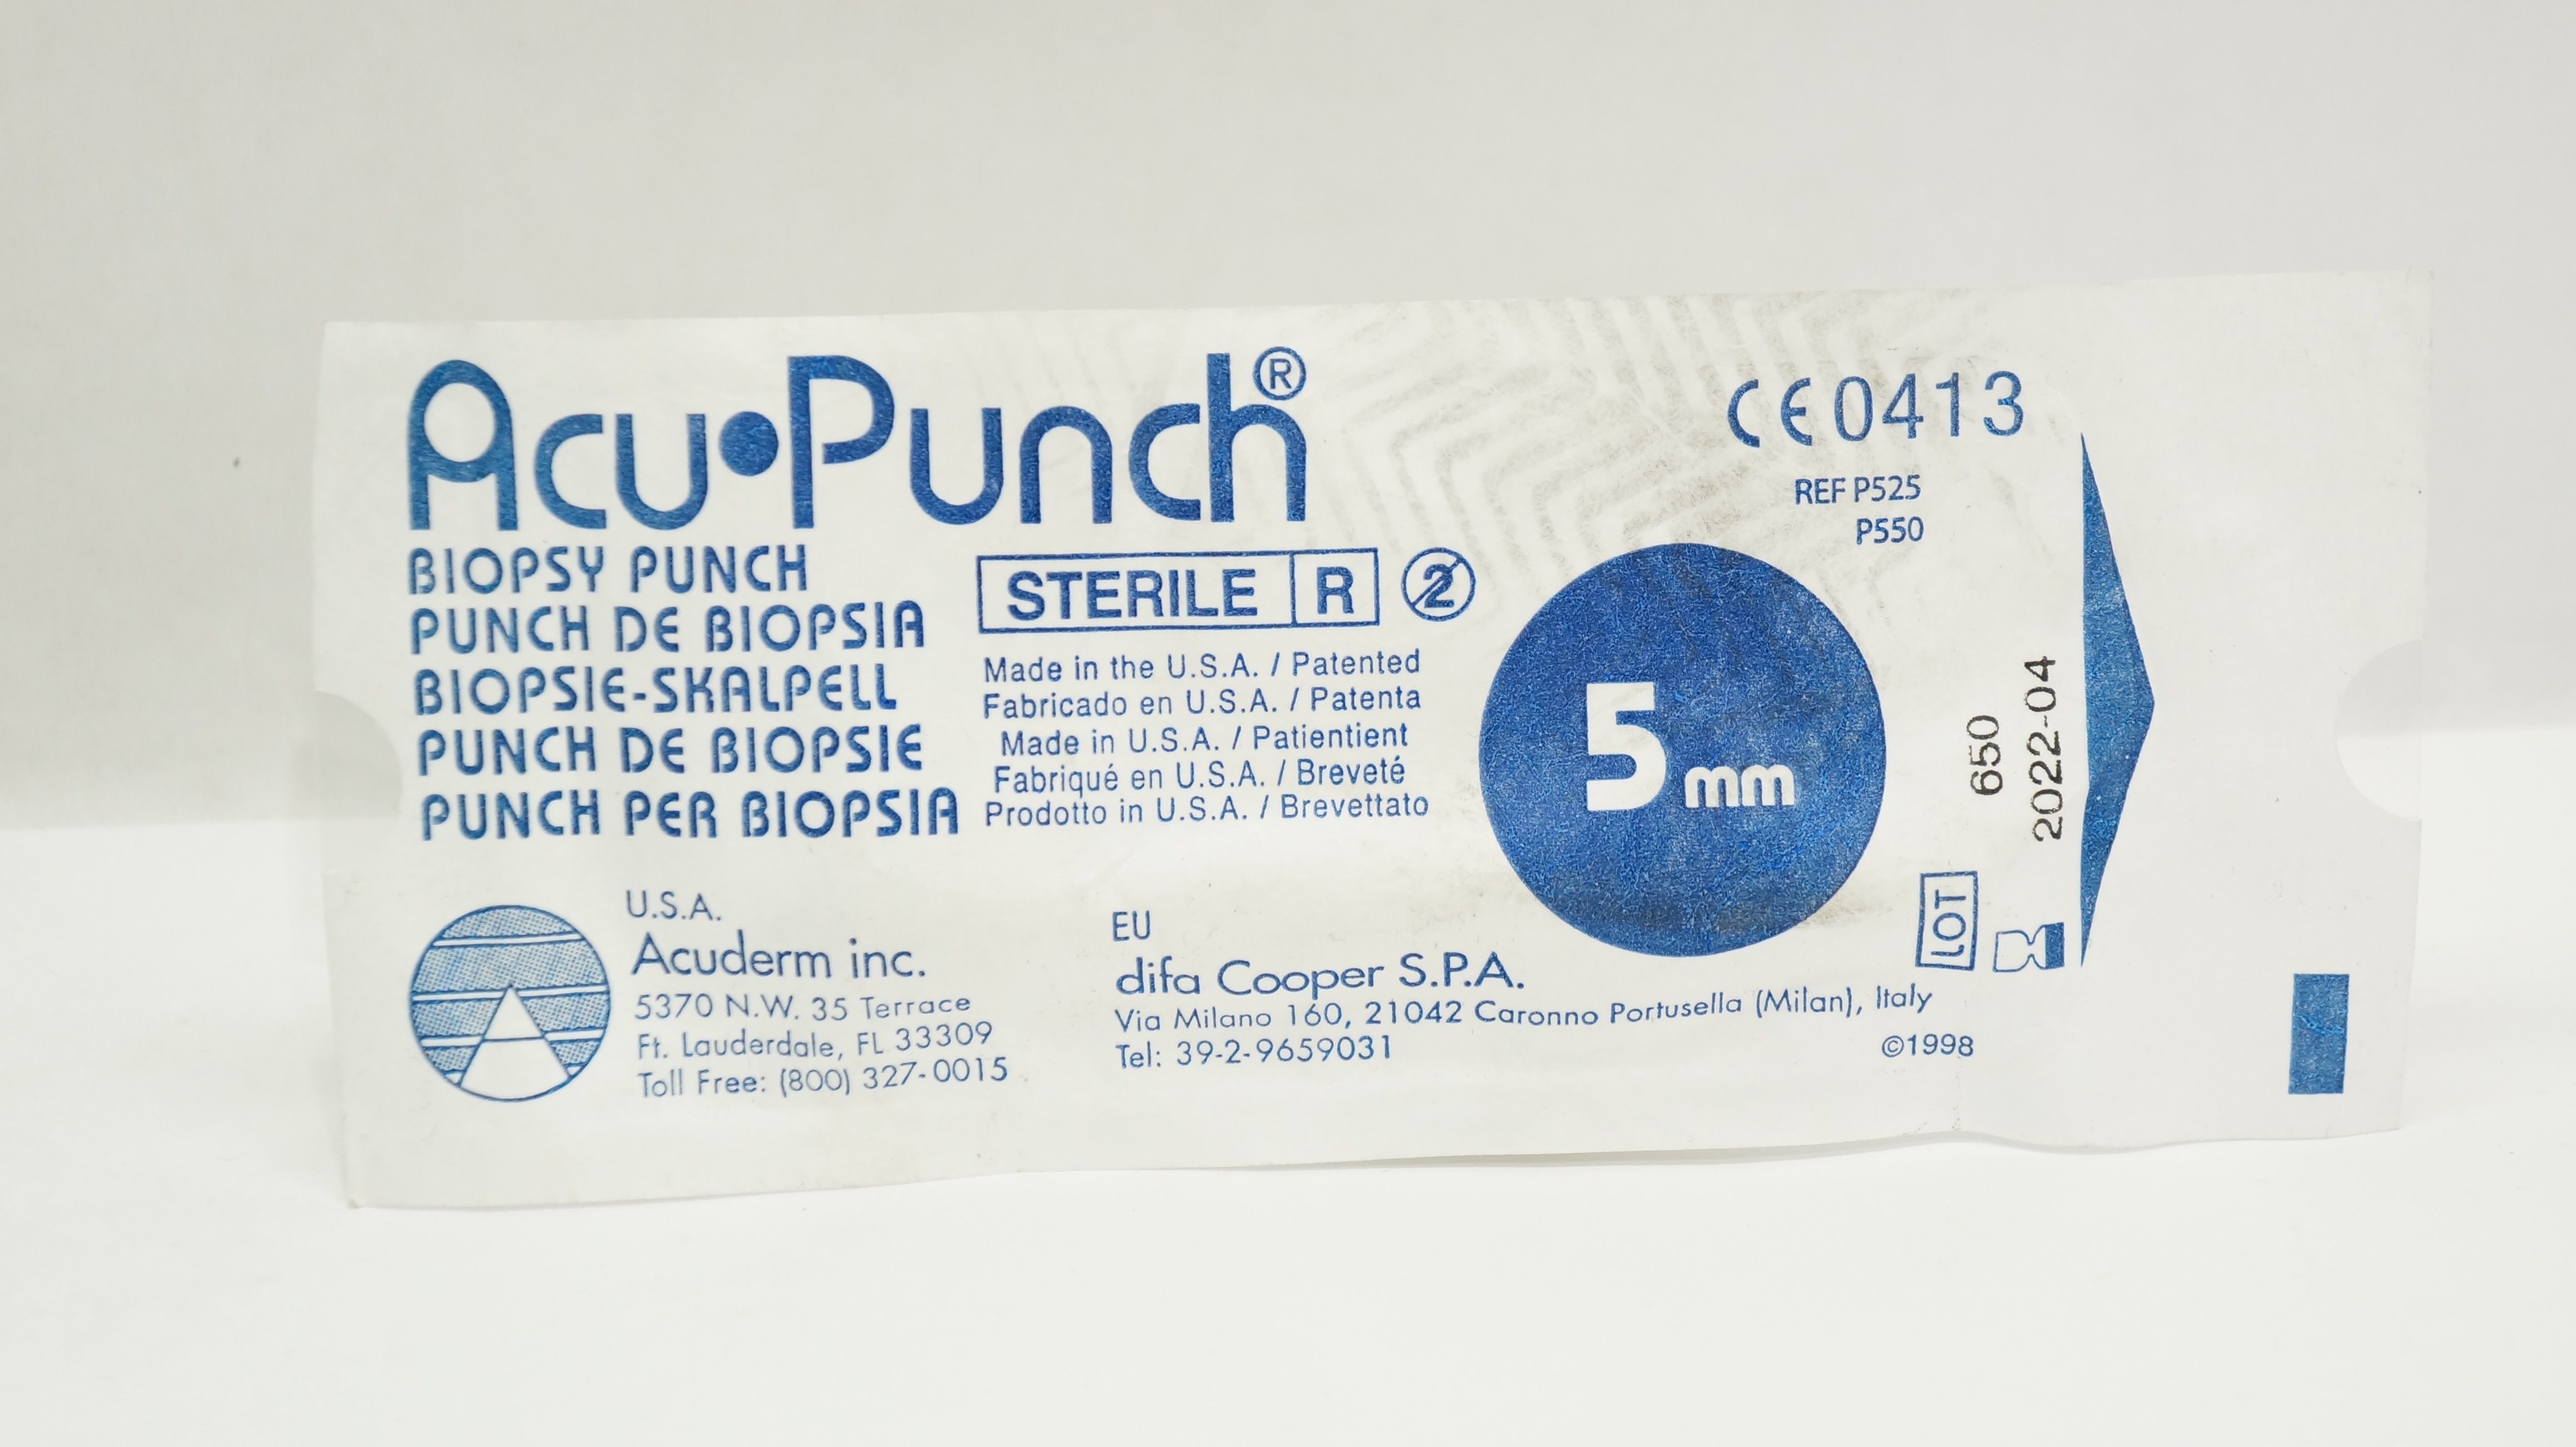 Acu•Punch®
BIOPSY PUNCH
PUNCH DE BIOPSIA
BIOPSIE-SKALPELL
PUNCH DE BIOPSIE
PUNCH PER BIOPSIA
STERILE R 2
Made in the U.S.A. / Patented
Fabricado en U.S.A. / Patenta
Made in U.S.A. / Patientient
Fabriqué en U.S.A. / Breveté
Prodotto in U.S.A. / Brevettato
CE 0413
REF P525
P550
5 mm
LOT 650
2022-04
U.S.A.
Acuderm inc.
5370 N.W. 35 Terrace
Ft. Lauderdale, FL 33309
Toll Free: (800) 327-0015
EU
difa Cooper S.P.A.
Via Milano 160, 21042 Caronno Portusella (Milan), Italy
Tel: 39-2-9659031
©1998